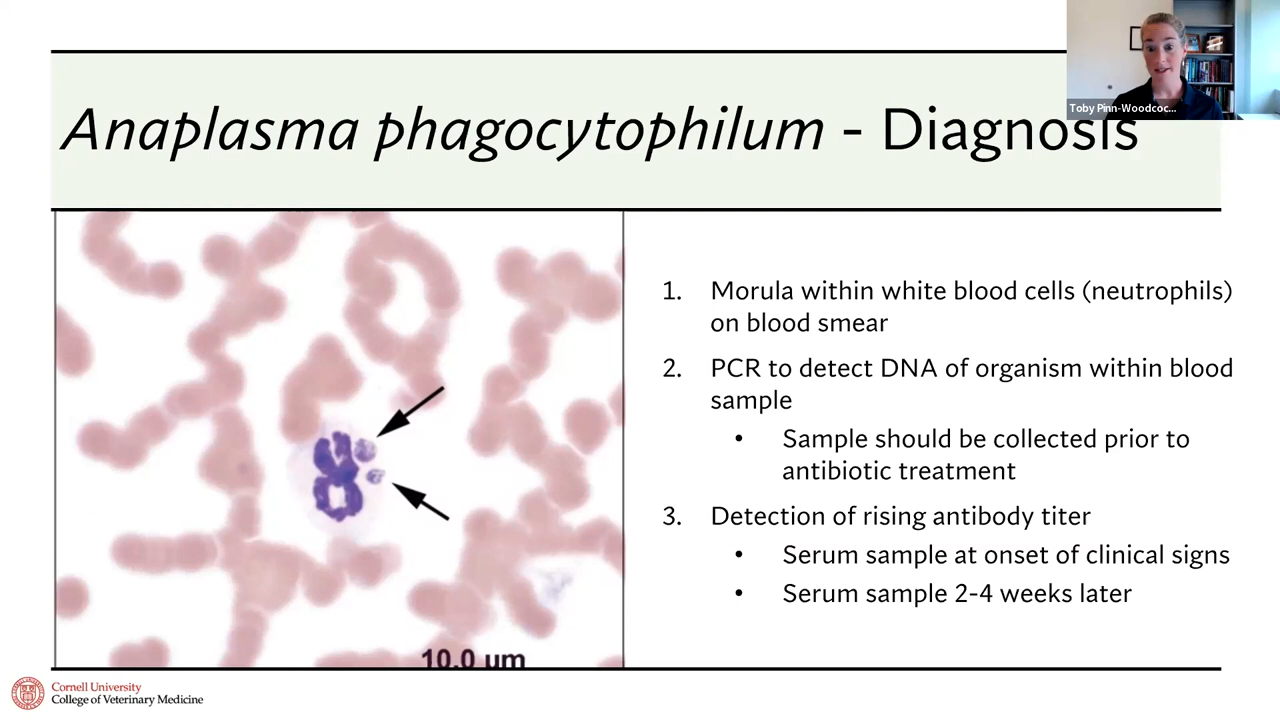 Toby Pinn-Woodcoc...
Anaplasma phagocytophilum - Diagnosis
1. Morula within white blood cells (neutrophils)
on blood smear
2. PCR to detect DNA of organism within blood
sample
• Sample should be collected prior to
antibiotic treatment
3. Detection of rising antibody titer
• Serum sample at onset of clinical signs
• Serum sample 2-4 weeks later
10.0 um
Cornell University
College of Veterinary Medicine